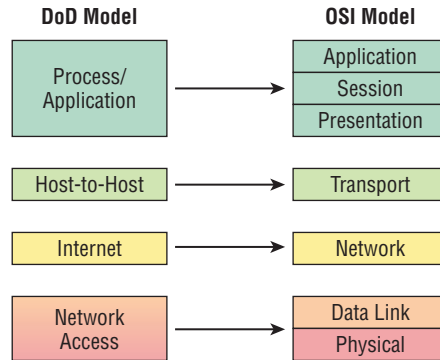 DoD Model
OSI Model
Process/
Application
Application
Session
Presentation
Host-to-Host
Transport
Internet
Network
Network
Access
Data Link
Physical